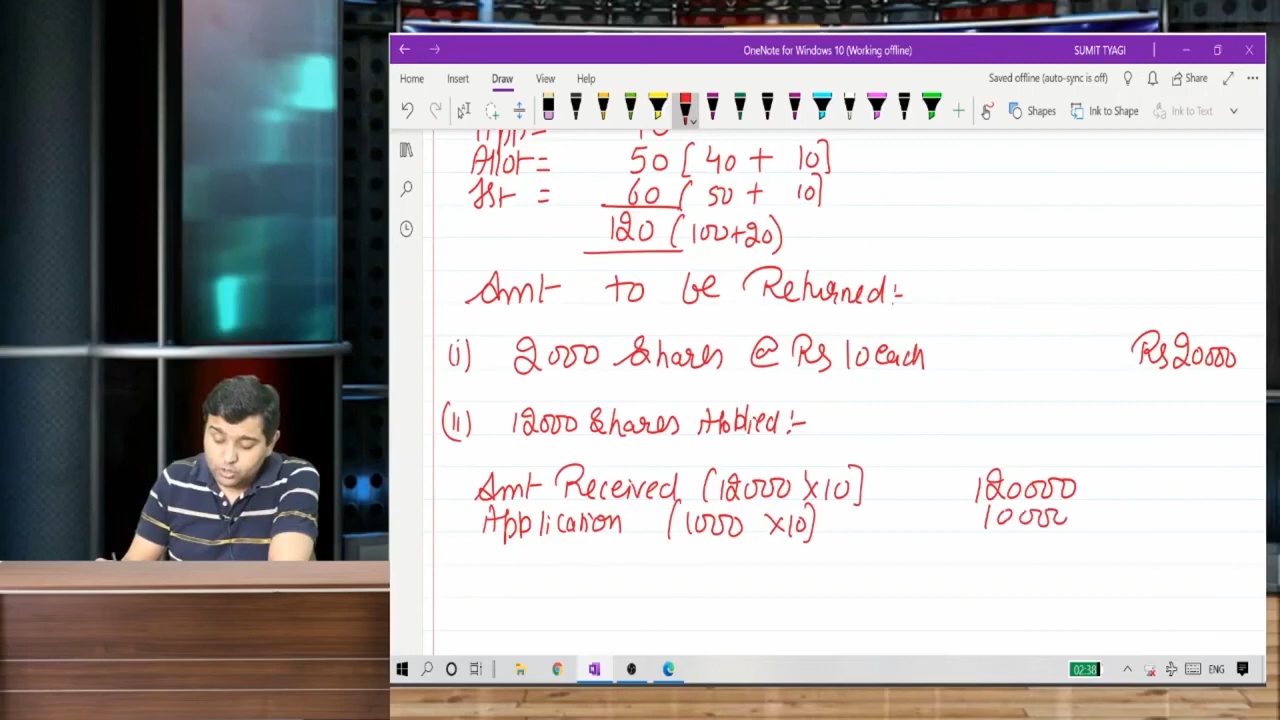 OneNote for Windows 10 (Working offline)
SUMIT TYAGI
Home Insert Draw View Help
Saved offline (auto-sync is off)
Share
Shapes
Ink to Shape
Ink to Text
Allot = 50 [ 40 + 10]
Ist = 60 ( 50 + 10]
120 (100+20)
Amt to be Returned:-
(i) 2000 Shares @ Rs 10 each Rs 20000
(ii) 12000 Shares Applied:-
Amt Received (12000 ×10] 120000
Application (1000 ×10) 10000
02:38
ENG